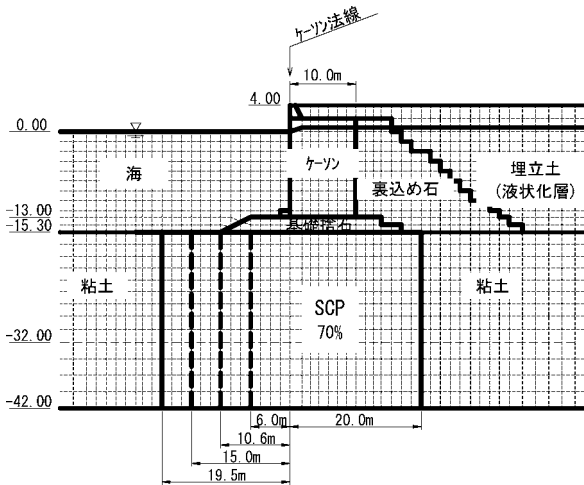 ケーソン法線
10.0m
4.00
0.00
ケーソン
海
裏込め石
埋立土
(液状化層)
-13.00
-15.30
基礎捨石
粘土
SCP
70%
粘土
-32.00
-42.00
6.0m
20.0m
10.6m
15.0m
19.5m